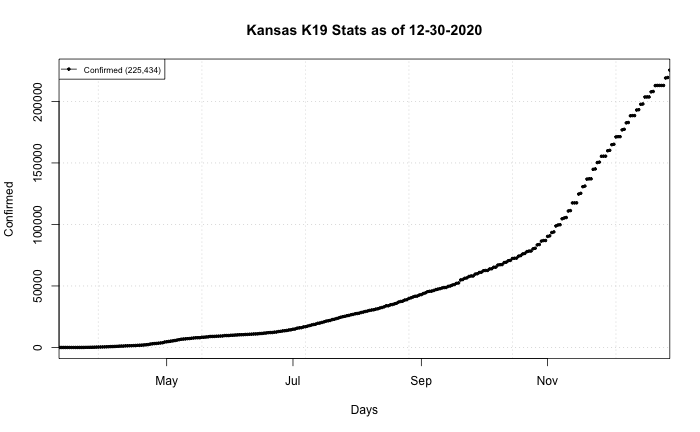 Kansas K19 Stats as of 12-30-2020
Confirmed (225,434)
200000
150000
100000
50000
0
Confirmed
May Jul Sep Nov
Days